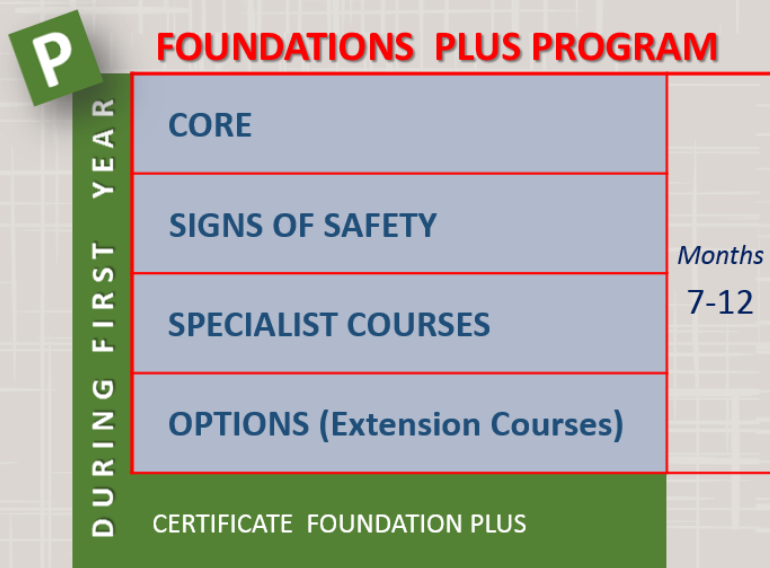 P
FOUNDATIONS PLUS PROGRAM
DURING FIRST YEAR
CORE
SIGNS OF SAFETY
SPECIALIST COURSES
OPTIONS (Extension Courses)
Months
7-12
CERTIFICATE FOUNDATION PLUS